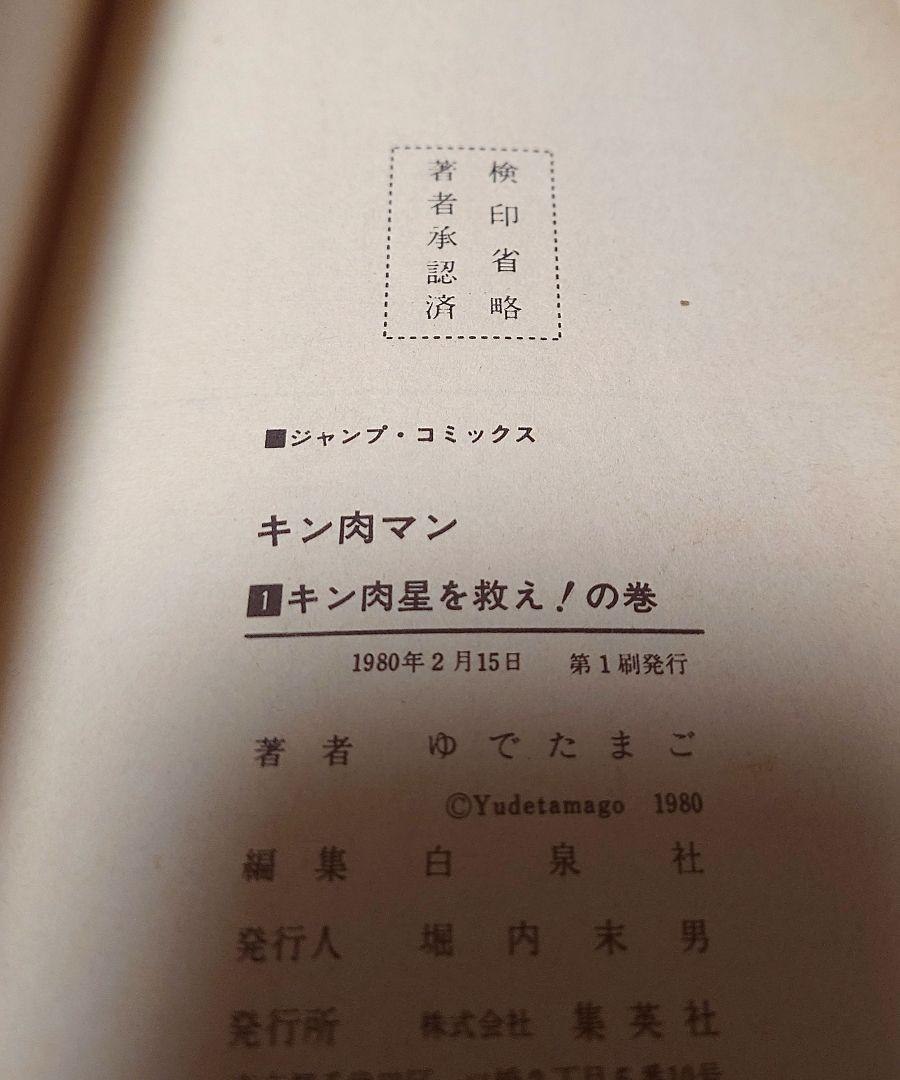 検印省略
著者承認済
■ジャンプ・コミックス
キン肉マン
1 キン肉星を救え！の巻
1980年2月15日 第1刷発行
著者 ゆでたまご
©Yudetamago 1980
編集 白泉社
発行人 堀内末男
発行所 株式会社 集英社